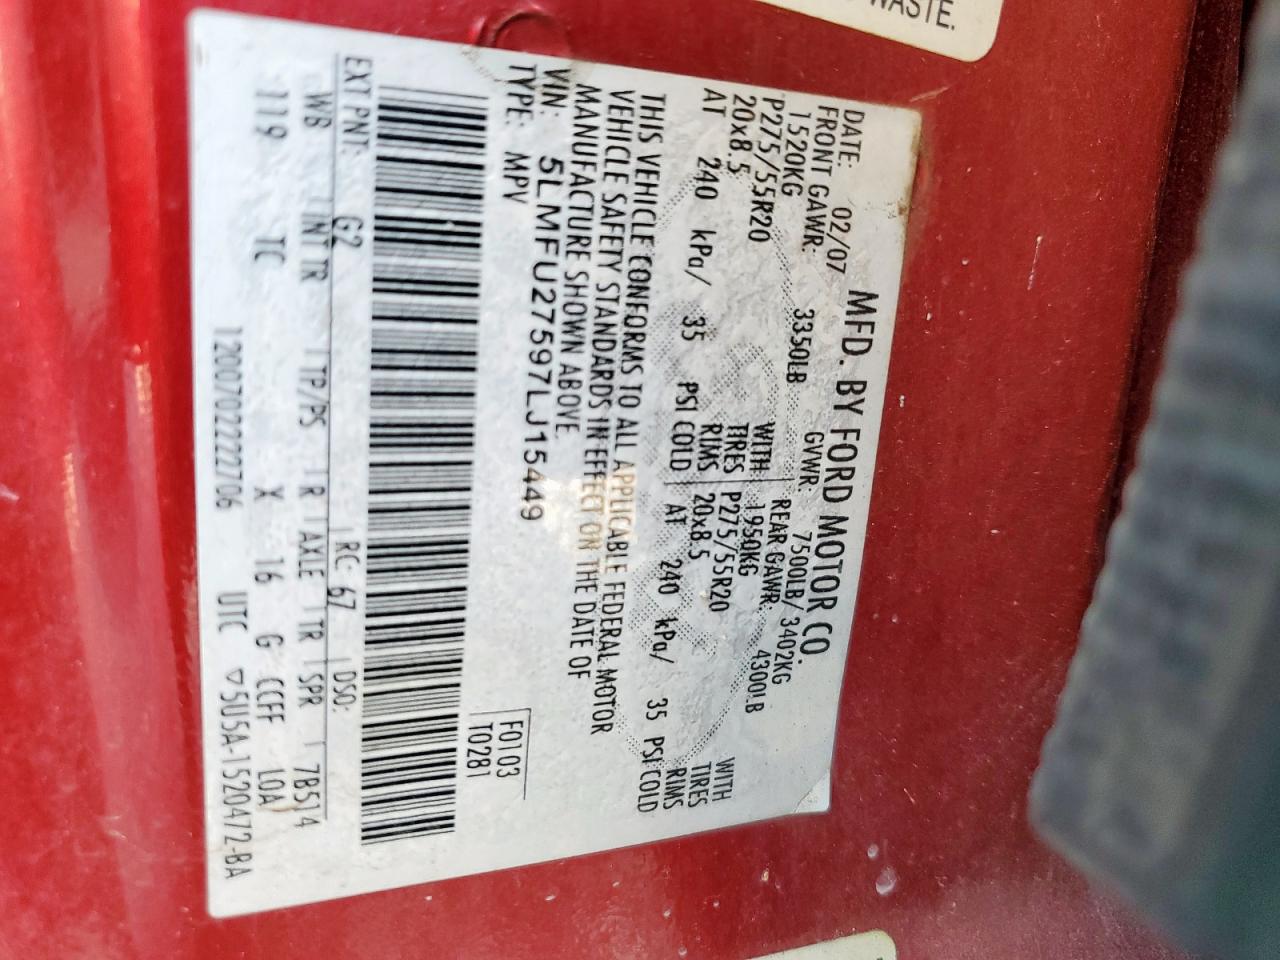 WASTE.
MFD. BY FORD MOTOR CO.
DATE: 02/07 GVWR: 7500LB/ 3402KG
FRONT GAWR: 3350LB REAR GAWR: 4300LB
1520KG WITH 1950KG WITH
P275/55R20 TIRES P275/55R20 TIRES
20x8.5 RIMS 20x8.5 RIMS
AT 240 kPa/ 35 PSI COLD AT 240 kPa/ 35 PSI COLD
THIS VEHICLE CONFORMS TO ALL APPLICABLE FEDERAL MOTOR
VEHICLE SAFETY STANDARDS IN EFFECT ON THE DATE OF
MANUFACTURE SHOWN ABOVE.
VIN: 5LMFU27597LJ15449
TYPE: MPV
F0103
T0281
EXT PNT: G2 RC: 67 DSO:
WB INT TR TP/PS R AXLE TR SPR 7B514
119 TC X 16 G CCFF LOA
1200702222706 UTC ▽5U5A-1520472-BA